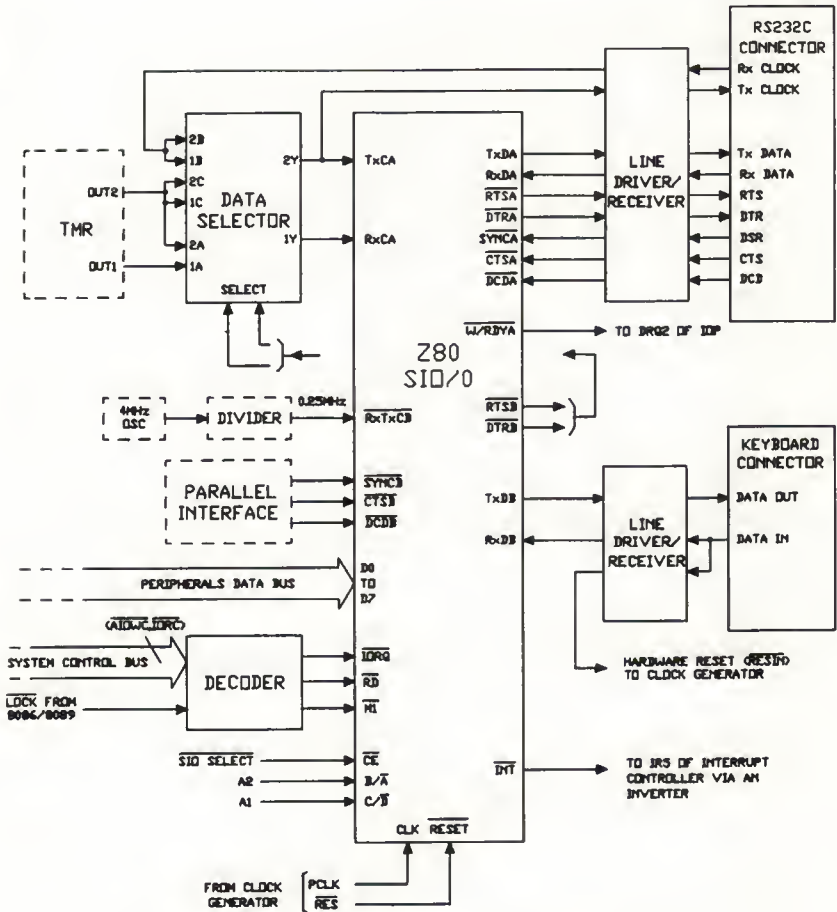 RS232C
CONNECTOR
Rx CLOCK
Tx CLOCK
Tx DATA
Rx DATA
RTS
DTR
DSR
CTS
DCD
LINE
DRIVER/
RECEIVER
2B
1B
2C
1C
2A
1A
2Y
1Y
DATA
SELECTOR
SELECT
TMR
OUT2
OUT1
TxCA
RxCA
TxDA
RxDA
RTSA
DTRA
SYNCA
CTSA
DCDA
W/RDYA
TO DRQ2 OF IOP
Z80
SIO/0
RTSB
DTRB
4MHz
OSC
DIVIDER
0.25MHz
RxTxCB
PARALLEL
INTERFACE
SYNCB
CTSB
DCDB
TxDB
RxDB
LINE
DRIVER/
RECEIVER
KEYBOARD
CONNECTOR
DATA OUT
DATA IN
PERIPHERALS DATA BUS
D0
TO
D7
(AIOWC,IORC)
SYSTEM CONTROL BUS
LOCK FROM
8086/8089
DECODER
IORQ
RD
M1
HARDWARE RESET (RESIN)
TO CLOCK GENERATOR
SIO SELECT
A2
A1
CE
B/A
C/D
INT
TO IR5 OF INTERRUPT
CONTROLLER VIA AN
INVERTER
CLK RESET
FROM CLOCK
GENERATOR
PCLK
RES